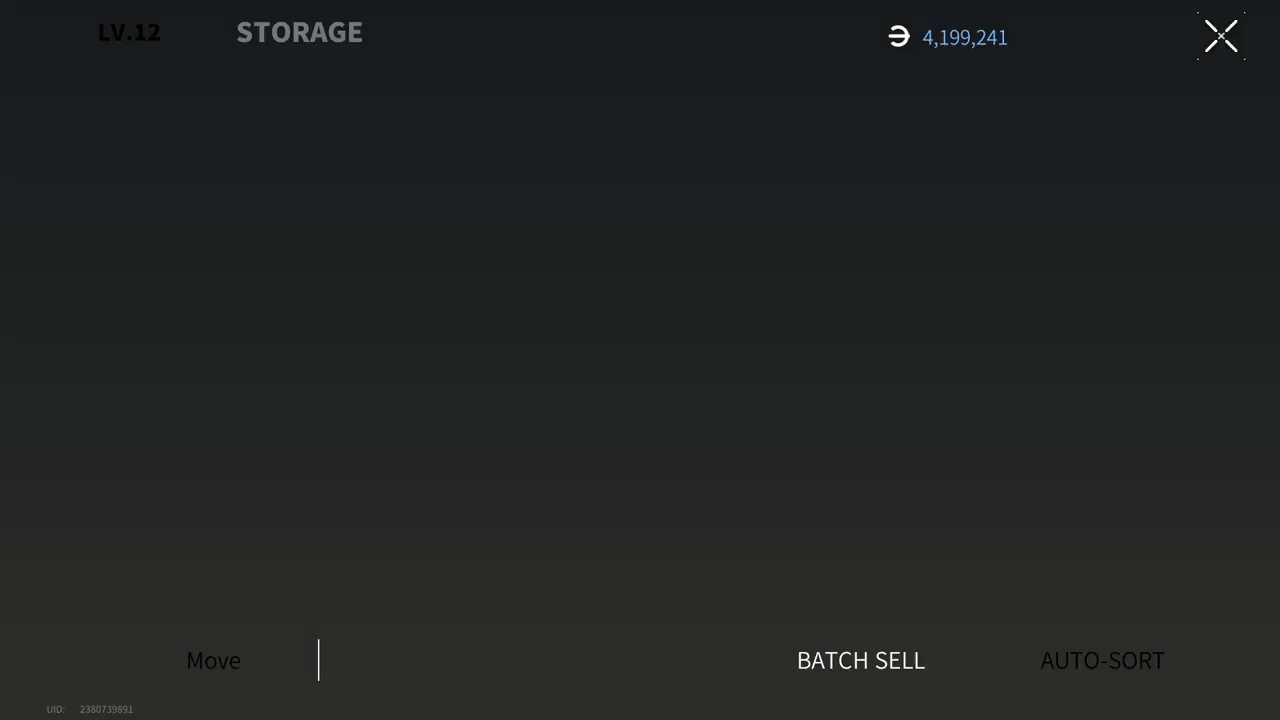 LV.12
STORAGE
4,199,241
Move
BATCH SELL
AUTO-SORT
UID: 2380739891